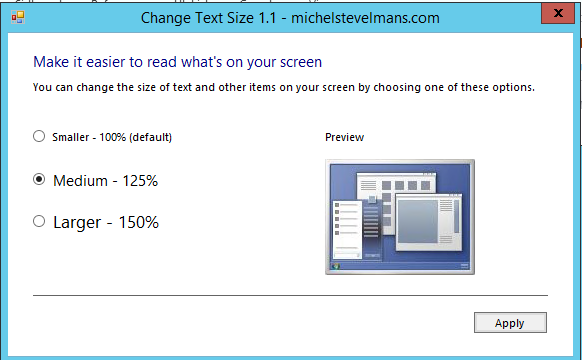 Change Text Size 1.1 - michelstevelmans.com
X
Make it easier to read what's on your screen
You can change the size of text and other items on your screen by choosing one of these options.
Smaller - 100% (default)
Preview
Medium - 125%
Larger - 150%
Apply